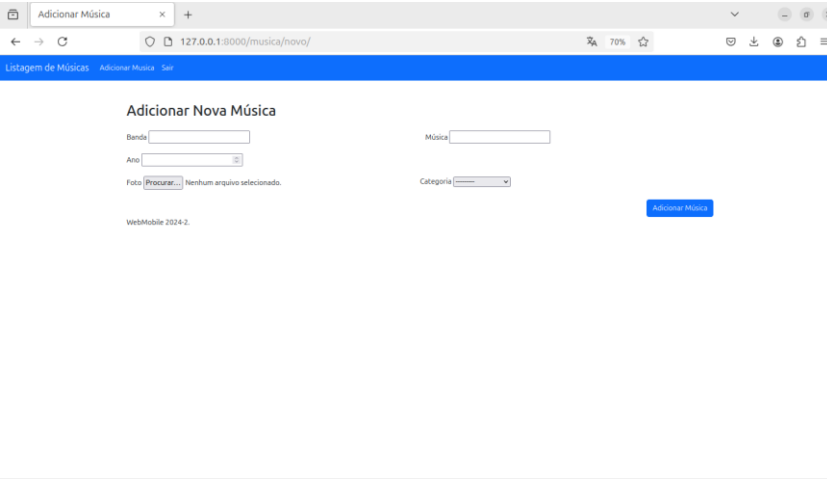 Adicionar Música
127.0.0.1:8000/musica/novo/
70%
Listagem de Músicas Adicionar Musica Sair
Adicionar Nova Música
Banda Música
Ano
Foto Procurar... Nenhum arquivo selecionado. Categoria ---------
Adicionar Música
WebMobile 2024-2.